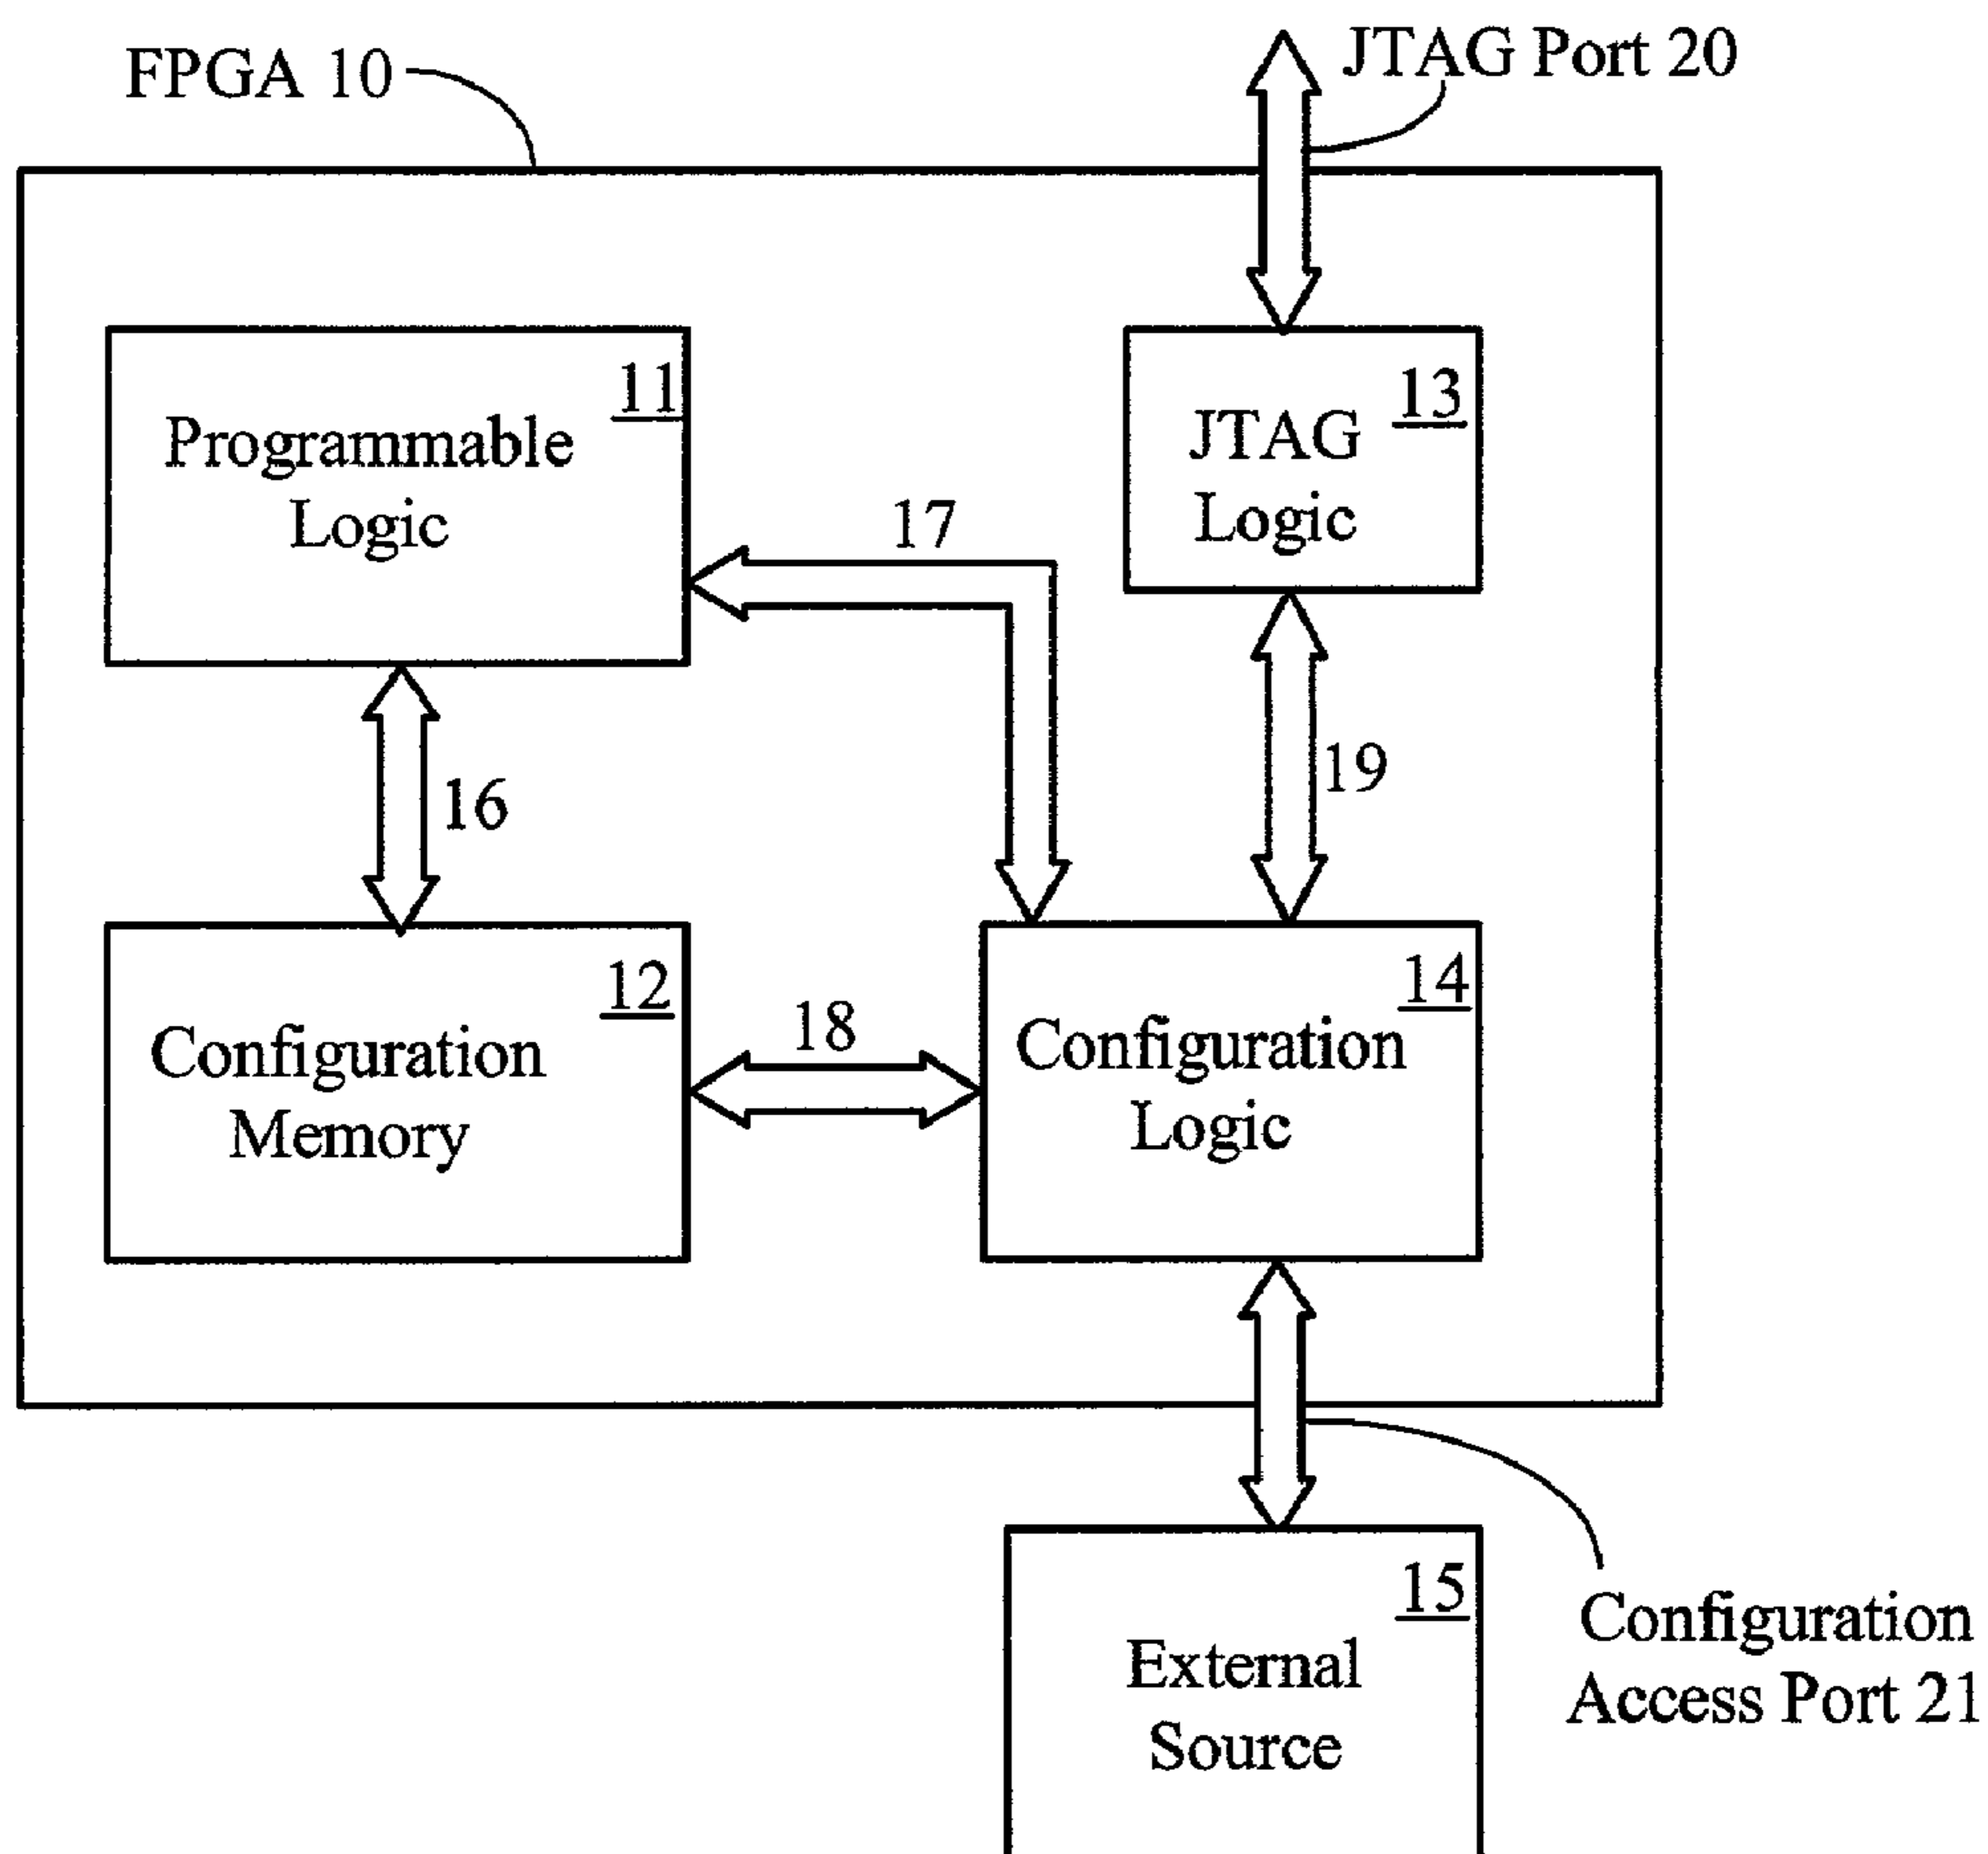 FPGA 10
JTAG Port 20
11
Programmable
Logic
13
JTAG
Logic
17
16
19
12
Configuration
Memory
18
14
Configuration
Logic
15
External
Source
Configuration
Access Port 21